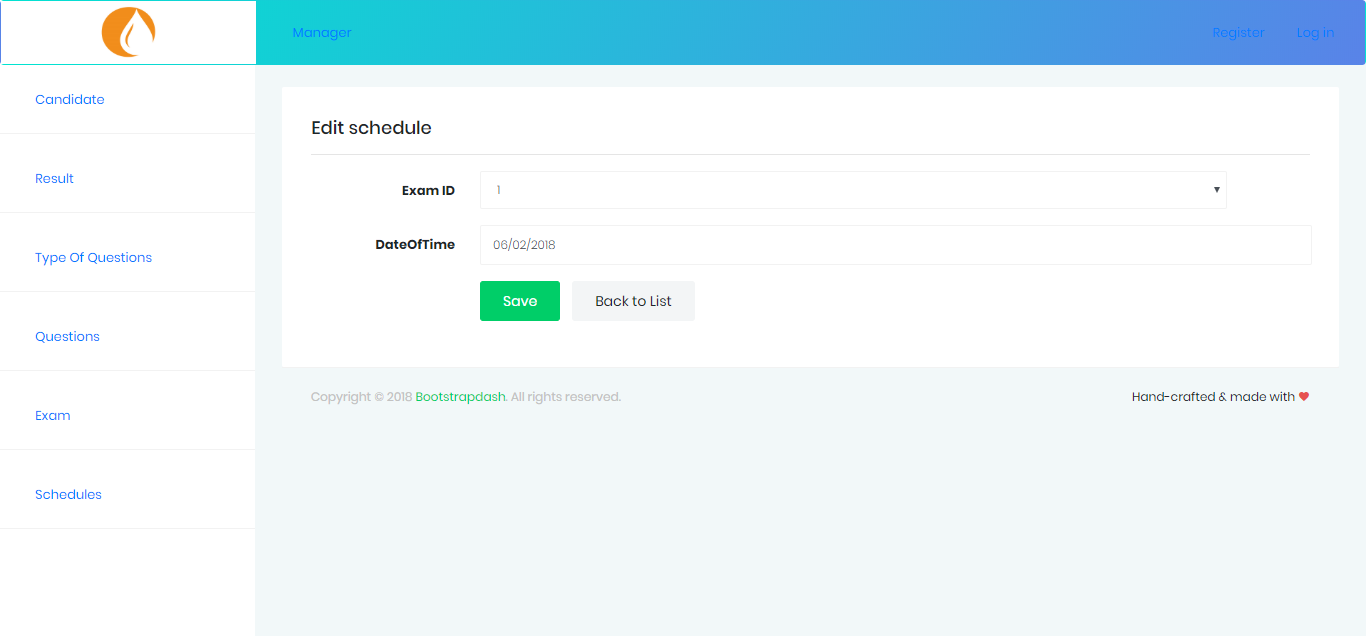 Manager
Register
Log in
Candidate
Result
Type Of Questions
Questions
Exam
Schedules
Edit schedule
Exam ID
1
DateOfTime
06/02/2018
Save
Back to List
Copyright © 2018 Bootstrapdash. All rights reserved.
Hand-crafted & made with